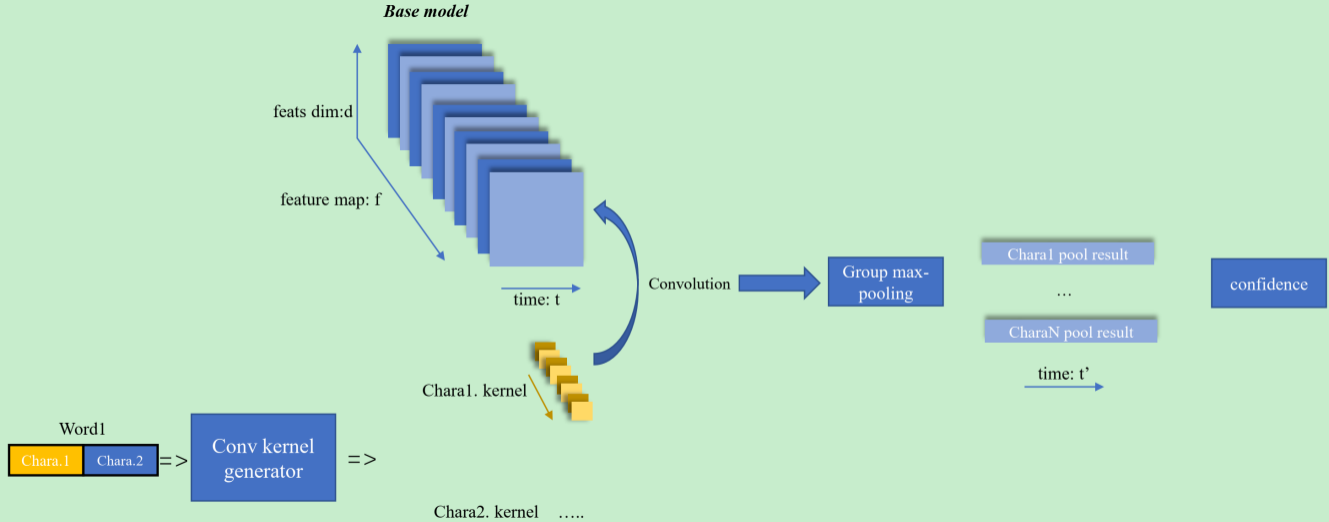 Base model
feats dim:d
feature map: f
time: t
Convolution
Group max-
pooling
Chara1 pool result
...
CharaN pool result
time: t’
confidence
Chara1. kernel
Word1
Chara.1 Chara.2
=>
Conv kernel
generator
=>
Chara2. kernel …..